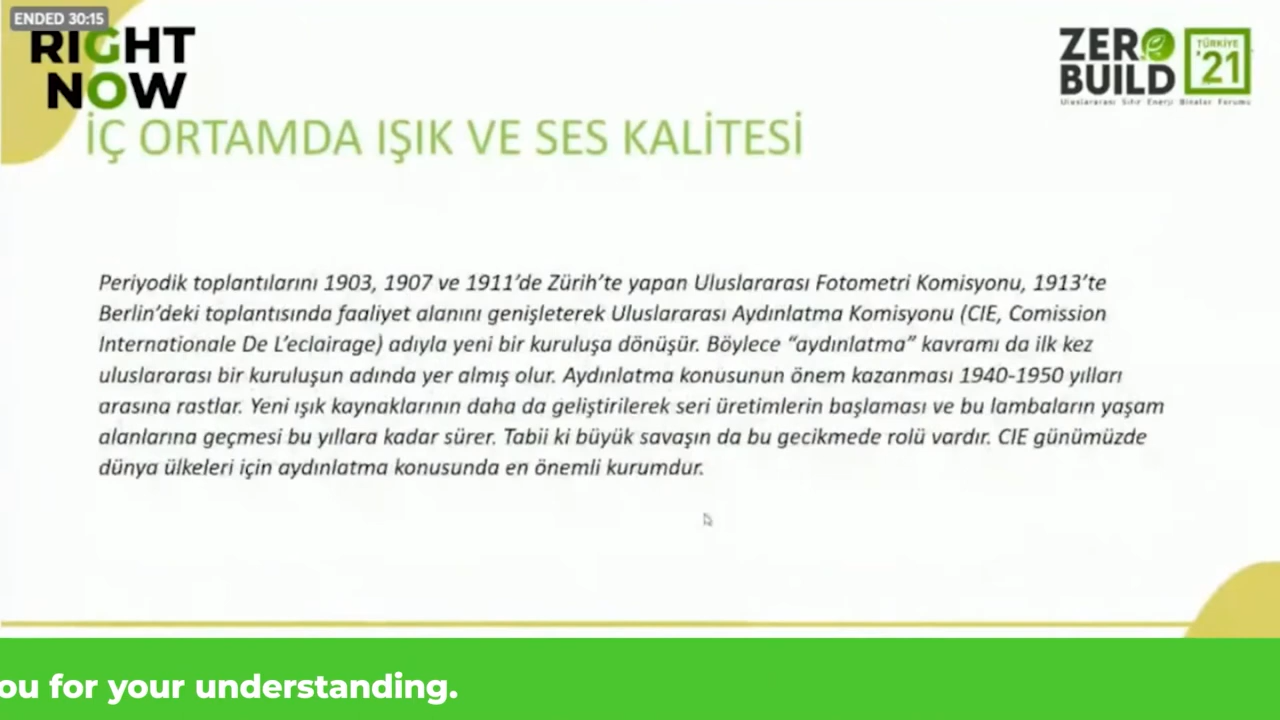 ENDED 30:15
RIGHT
NOW
ZERO
BUILD
TÜRKİYE
'21
Uluslararası Sıfır Enerji Binalar Forumu
İÇ ORTAMDA IŞIK VE SES KALİTESİ
Periyodik toplantılarını 1903, 1907 ve 1911’de Zürih’te yapan Uluslararası Fotometri Komisyonu, 1913’te
Berlin’deki toplantısında faaliyet alanını genişleterek Uluslararası Aydınlatma Komisyonu (CIE, Comission
Internationale De L’eclairage) adıyla yeni bir kuruluşa dönüşür. Böylece “aydınlatma” kavramı da ilk kez
uluslararası bir kuruluşun adında yer almış olur. Aydınlatma konusunun önem kazanması 1940-1950 yılları
arasına rastlar. Yeni ışık kaynaklarının daha da geliştirilerek seri üretimlerin başlaması ve bu lambaların yaşam
alanlarına geçmesi bu yıllara kadar sürer. Tabii ki büyük savaşın da bu gecikmede rolü vardır. CIE günümüzde
dünya ülkeleri için aydınlatma konusunda en önemli kurumdur.
ou for your understanding.